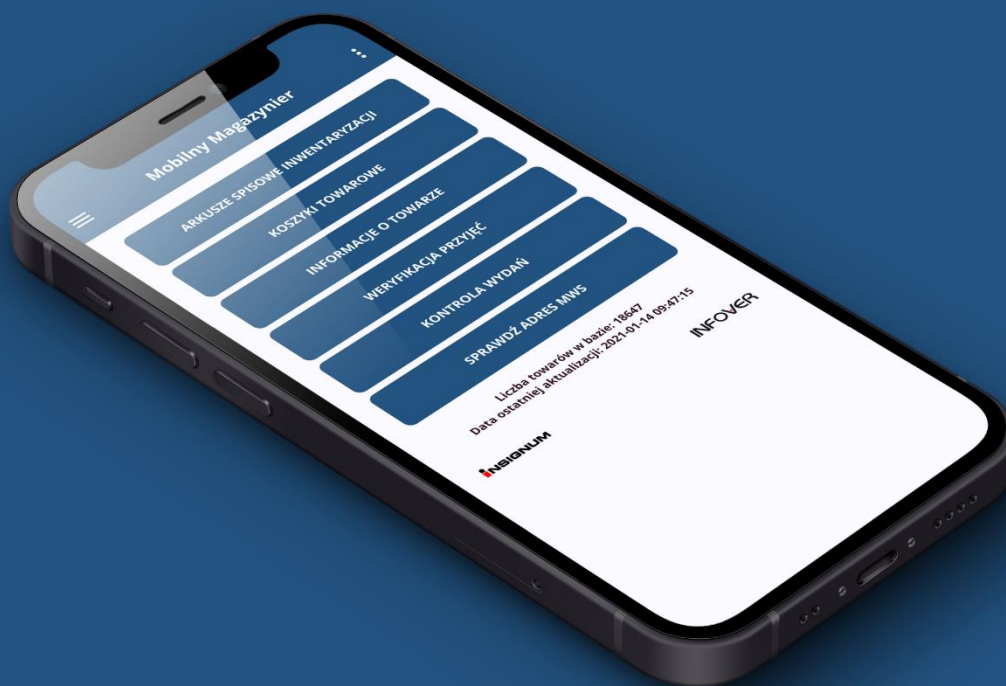 Mobilny Magazynier
ARKUSZE SPISOWE INWENTARYZACJI
KOSZYKI TOWAROWE
INFORMACJE O TOWARZE
WERYFIKACJA PRZYJĘĆ
KONTROLA WYDAŃ
SPRAWDŹ ADRES MWS
Liczba towarów w bazie: 18647
Data ostatniej aktualizacji: 2021-01-14 09:47:15
INSIGNUM
INFOVER